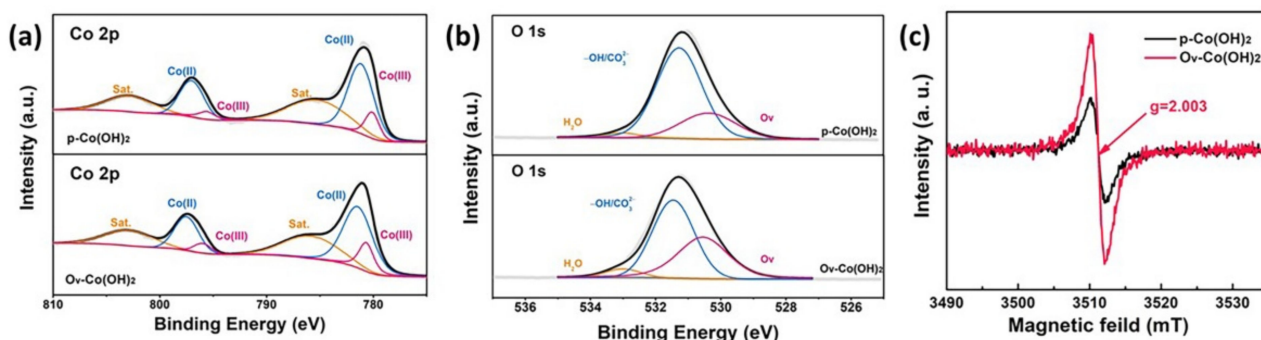 (a)
Co 2p
Co(II)
Co(II)
Co(III)
Sat.
Sat.
Co(III)
p-Co(OH)₂
Co 2p
Co(II)
Co(II)
Sat.
Sat.
Co(III)
Co(III)
Ov-Co(OH)₂
Intensity (a.u.)
810 800 790 780
Binding Energy (eV)
(b)
O 1s
–OH/CO₃²⁻
H₂O
Ov
p-Co(OH)₂
O 1s
–OH/CO₃²⁻
H₂O
Ov
Ov-Co(OH)₂
Intensity (a.u.)
536 534 532 530 528 526
Binding Energy (eV)
(c)
p-Co(OH)₂
Ov-Co(OH)₂
g=2.003
Intensity (a. u.)
3490 3500 3510 3520 3530
Magnetic feild (mT)